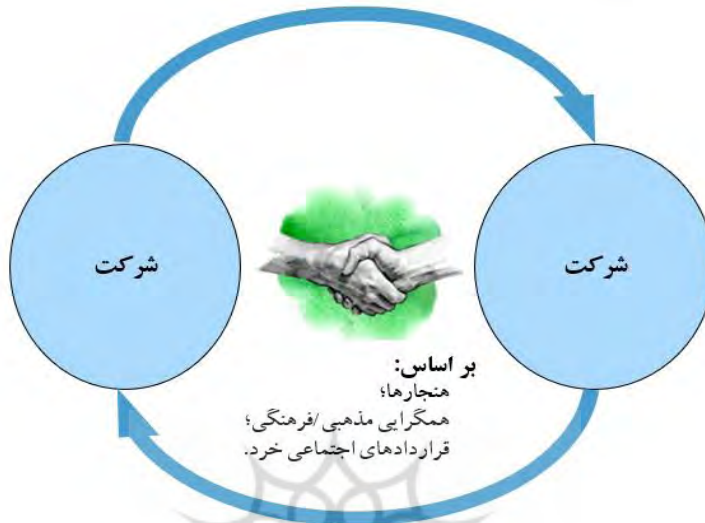 شرکت
شرکت
بر اساس:
هنجارها؛
همگرایی مذهبی/فرهنگی؛
قراردادهای اجتماعی خرد.